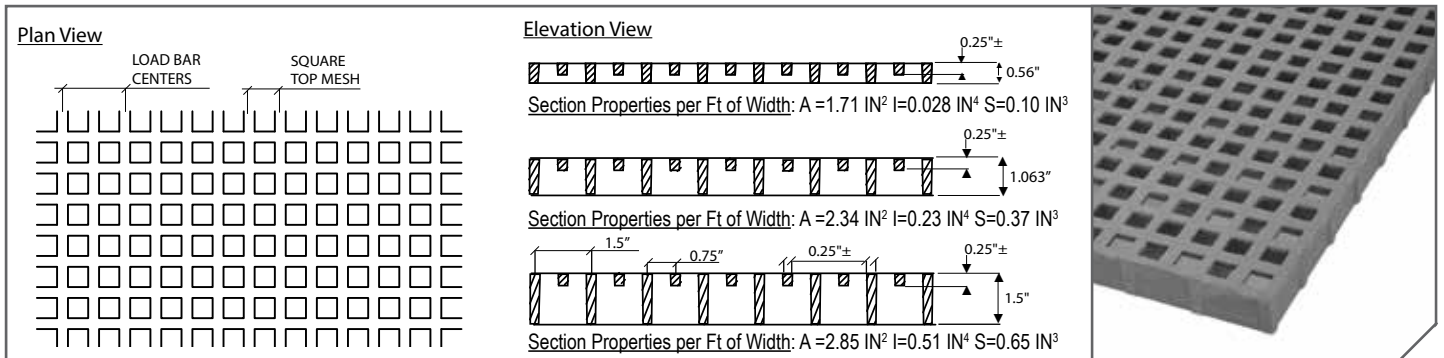 Plan View
LOAD BAR
CENTERS
SQUARE
TOP MESH
Elevation View
0.25"±
0.56"
Section Properties per Ft of Width: A =1.71 IN² I=0.028 IN⁴ S=0.10 IN³
0.25"±
1.063"
Section Properties per Ft of Width: A =2.34 IN² I=0.23 IN⁴ S=0.37 IN³
1.5"
0.75"
0.25"±
0.25"±
1.5"
Section Properties per Ft of Width: A =2.85 IN² I=0.51 IN⁴ S=0.65 IN³